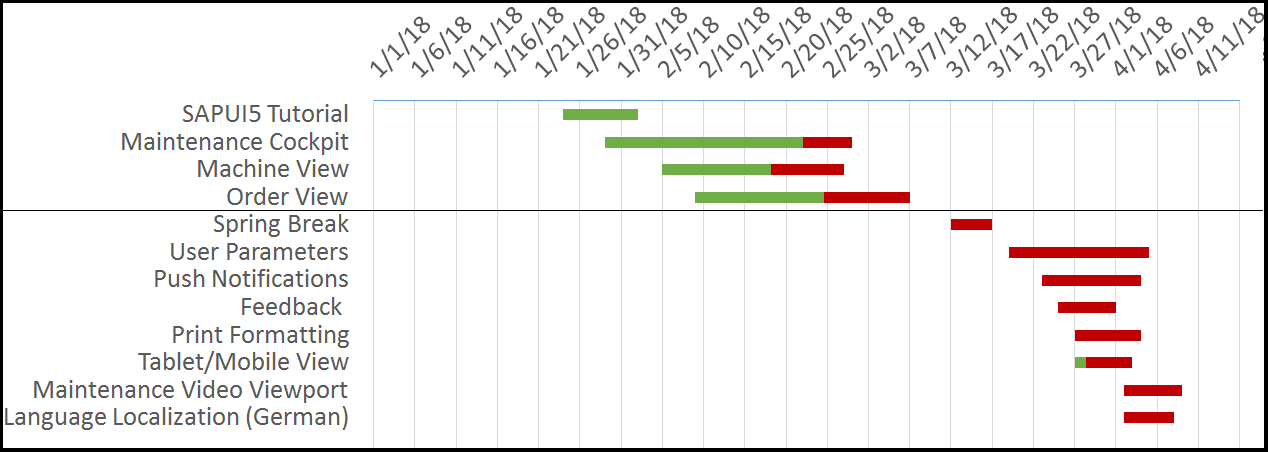 1/1/18
1/6/18
1/11/18
1/16/18
1/21/18
1/26/18
1/31/18
2/5/18
2/10/18
2/15/18
2/20/18
2/25/18
3/2/18
3/7/18
3/12/18
3/17/18
3/22/18
3/27/18
4/1/18
4/6/18
4/11/18
SAPUI5 Tutorial
Maintenance Cockpit
Machine View
Order View
Spring Break
User Parameters
Push Notifications
Feedback
Print Formatting
Tablet/Mobile View
Maintenance Video Viewport
Language Localization (German)